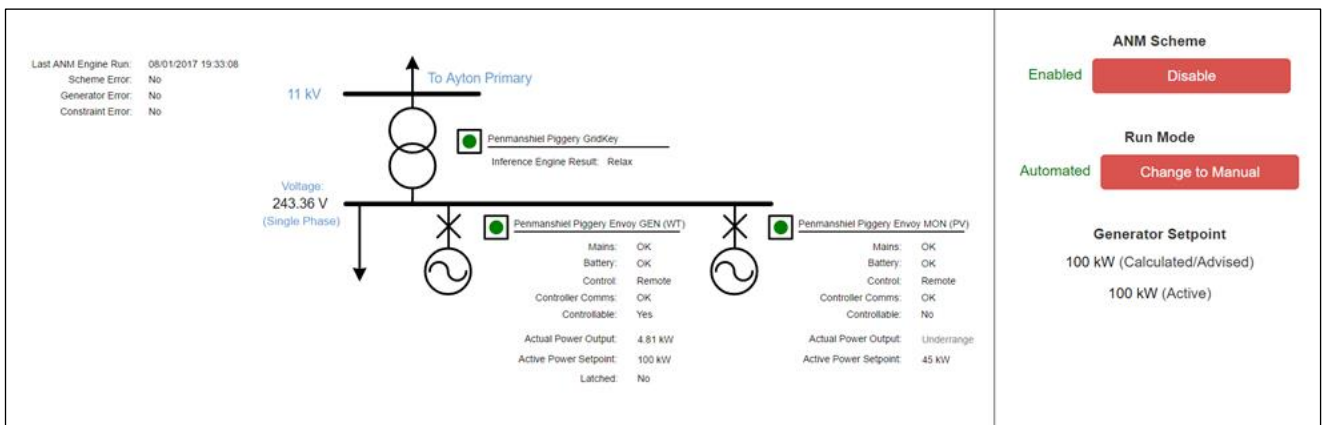 Last ANM Engine Run: 08/01/2017 19:33:08
Scheme Error: No
Generator Error: No
Constraint Error: No
To Ayton Primary
11 kV
Penmanshiel Piggery GridKey
Inference Engine Result: Relax
Voltage:
243.36 V
(Single Phase)
Penmanshiel Piggery Envoy GEN (WT)
Mains: OK
Battery: OK
Control: Remote
Controller Comms: OK
Controllable: Yes
Actual Power Output: 4.81 kW
Active Power Setpoint: 100 kW
Latched: No
Penmanshiel Piggery Envoy MON (PV)
Mains: OK
Battery: OK
Control: Remote
Controller Comms: OK
Controllable: No
Actual Power Output: Underrange
Active Power Setpoint: 45 kW
ANM Scheme
Enabled Disable
Run Mode
Automated Change to Manual
Generator Setpoint
100 kW (Calculated/Advised)
100 kW (Active)